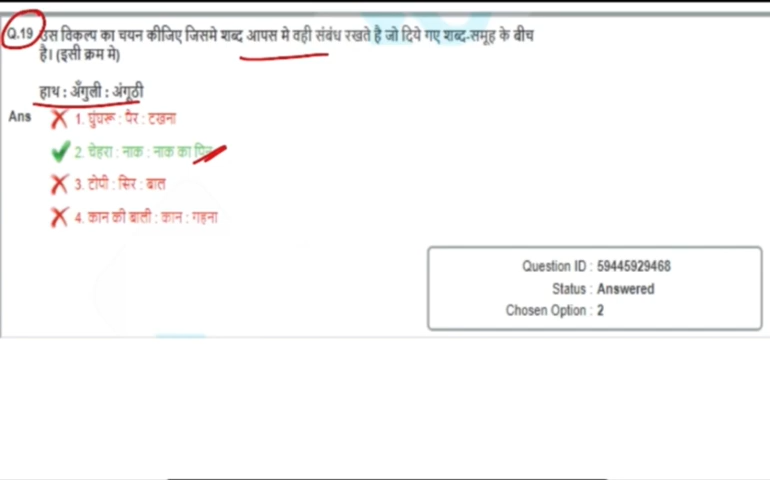 Q.19 उस विकल्प का चयन कीजिए जिसमे शब्द आपस मे वही संबंध रखते है जो दिये गए शब्द-समूह के बीच
है। (इसी क्रम मे)
हाथ : अँगुली : अंगूठी
Ans 1. घुंघरू : पैर : टखना
2. चेहरा : नाक : नाक का पिन
3. टोपी : सिर : बाल
4. कान की बाली : कान : गहना
Question ID : 59445929468
Status : Answered
Chosen Option : 2